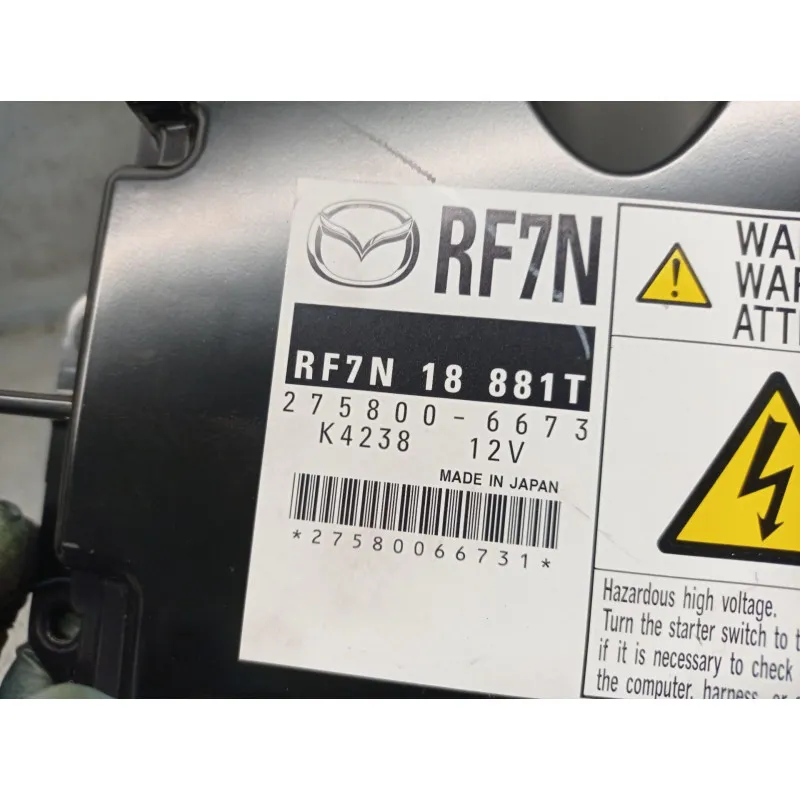 RF7N
RF7N 18 881T
275800-6673
K4238 12V
MADE IN JAPAN
*27580066731*
Hazardous high voltage.
Turn the starter switch to
if it is necessary to check
the computer, harness, or